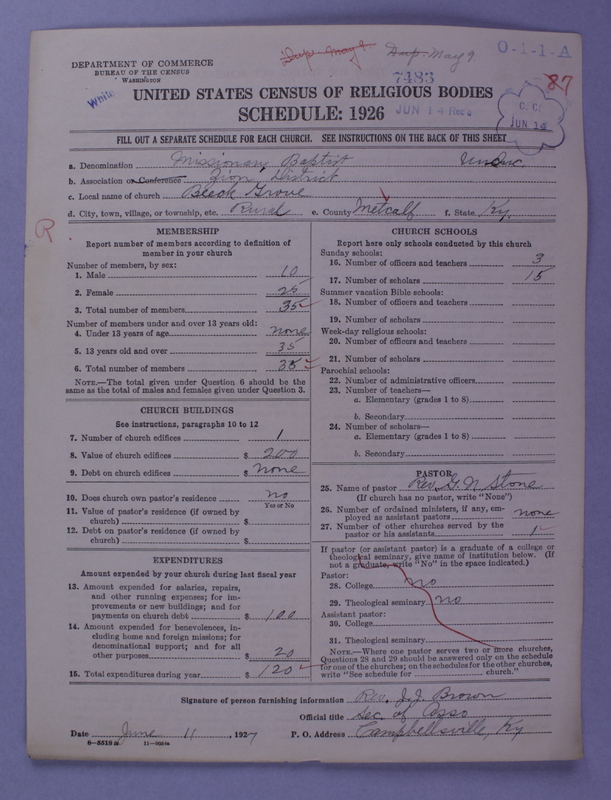 Dup May 9 Dup May 9 O-1-1-A
DEPARTMENT OF COMMERCE
BUREAU OF THE CENSUS
WASHINGTON
7483
87
White
UNITED STATES CENSUS OF RELIGIOUS BODIES
SCHEDULE: 1926
JUN 14
C. C.
JUN
FILL OUT A SEPARATE SCHEDULE FOR EACH CHURCH. SEE INSTRUCTIONS ON THE BACK OF THIS SHEET
a. Denomination Missionary Baptist
b. Association or Conference Zion District
c. Local name of church Beech Grove
d. City, town, village, or township, etc. Rural e. County Metcalf f. State Ky.
R
MEMBERSHIP
Report number of members according to definition of
member in your church
Number of members, by sex:
1. Male 10
2. Female 25
3. Total number of members 35
Number of members under and over 13 years old:
4. Under 13 years of age none
5. 13 years old and over 35
6. Total number of members 35
NOTE.—The total given under Question 6 should be the
same as the total of males and females given under Question 3.
CHURCH BUILDINGS
See instructions, paragraphs 10 to 12
7. Number of church edifices 1
8. Value of church edifices $ 200
9. Debt on church edifices $ none
10. Does church own pastor's residence no
Yes or No
11. Value of pastor's residence (if owned by
church) $
12. Debt on pastor's residence (if owned by
church) $
EXPENDITURES
Amount expended by your church during last fiscal year
13. Amount expended for salaries, repairs,
and other running expenses; for im-
provements or new buildings; and for
payments on church debt $ 100
14. Amount expended for benevolences, in-
cluding home and foreign missions; for
denominational support; and for all
other purposes $ 20
15. Total expenditures during year $ 120
CHURCH SCHOOLS
Report here only schools conducted by this church
Sunday schools:
16. Number of officers and teachers 3
17. Number of scholars 15
Summer vacation Bible schools:
18. Number of officers and teachers
19. Number of scholars
Week-day religious schools:
20. Number of officers and teachers
21. Number of scholars
Parochial schools:
22. Number of administrative officers
23. Number of teachers—
a. Elementary (grades 1 to 8)
b. Secondary
24. Number of scholars—
a. Elementary (grades 1 to 8)
b. Secondary
PASTOR
25. Name of pastor Rev. G. N. Stone
(If church has no pastor, write "None")
26. Number of ordained ministers, if any, em-
ployed as assistant pastors none
27. Number of other churches served by the
pastor or his assistants 1
If pastor (or assistant pastor) is a graduate of a college or
theological seminary, give name of institution below. (If
not a graduate, write "No" in the space indicated.)
Pastor:
28. College no
29. Theological seminary no
Assistant pastor:
30. College
31. Theological seminary
NOTE.—Where one pastor serves two or more churches,
Questions 28 and 29 should be answered only on the schedule
for one of the churches; on the schedules for the other churches,
write "See schedule for church."
Signature of person furnishing information Rev. J. J. Brown
Official title Sec. of Asso
Date June 11, 1927 P. O. Address Campbellsville, Ky